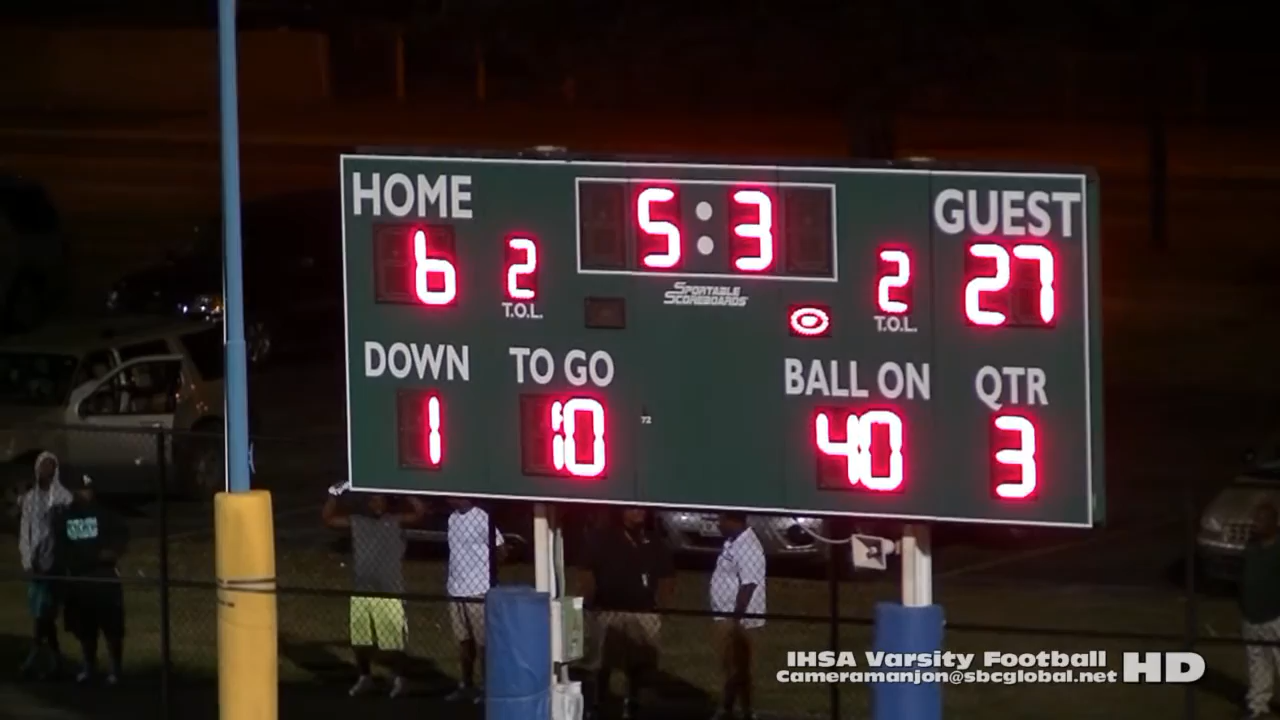 HOME
5:3
GUEST
6
2
2
27
T.O.L.
SPORTABLE
SCOREBOARDS
T.O.L.
DOWN
TO GO
BALL ON
QTR
1
10
72
40
3
IHSA Varsity Football HD
Cameramanjon@sbcglobal.net